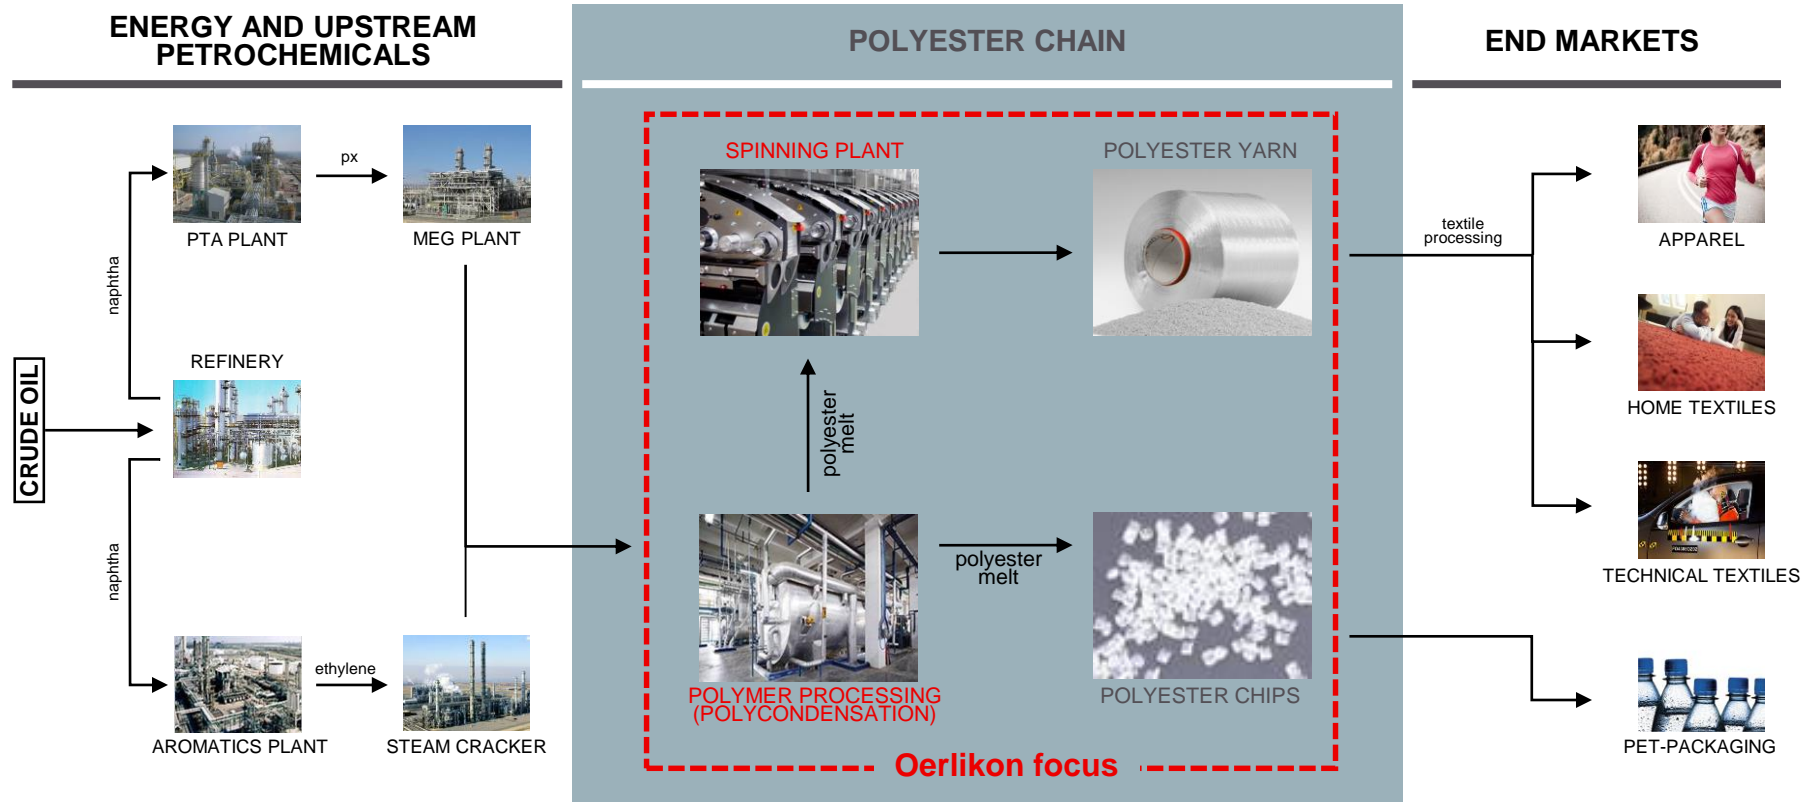 ENERGY AND UPSTREAM
PETROCHEMICALS
POLYESTER CHAIN
END MARKETS
px
PTA PLANT
MEG PLANT
naphtha
REFINERY
CRUDE OIL
naphtha
ethylene
AROMATICS PLANT
STEAM CRACKER
SPINNING PLANT
POLYESTER YARN
polyester
melt
polyester
melt
POLYMER PROCESSING
(POLYCONDENSATION)
POLYESTER CHIPS
Oerlikon focus
textile
processing
APPAREL
HOME TEXTILES
TECHNICAL TEXTILES
PET-PACKAGING